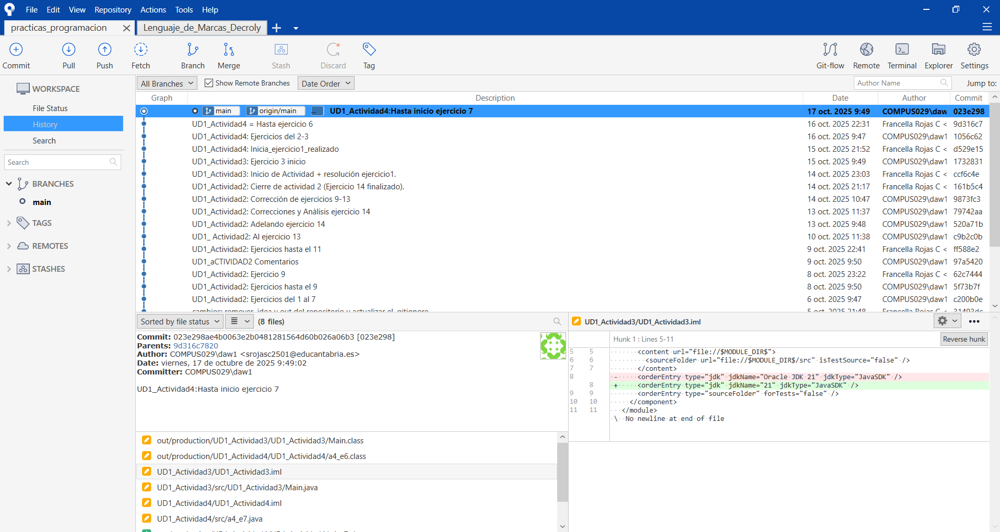 File Edit View Repository Actions Tools Help
practicas_programacion Lenguaje_de_Marcas_Decroly
Commit Pull Push Fetch Branch Merge Stash Discard Tag Git-flow Remote Terminal Explorer Settings
All Branches Show Remote Branches Date Order Author Name Jump to:
WORKSPACE
File Status
History
Search
Search
BRANCHES
main
TAGS
REMOTES
STASHES
Graph Description Date Author Commit
main origin/main ... UD1_Actividad4:Hasta inicio ejercicio 7 17 oct. 2025 9:49 COMPUS029\daw 023e298
UD1_Actividad4 = Hasta ejercicio 6 16 oct. 2025 22:31 Francella Rojas C < 9d316c7
UD1_Actividad4: Ejercicios del 2-3 16 oct. 2025 9:47 COMPUS029\daw1 1056c62
UD1_Actividad4: Inicia_ejercicio1_realizado 15 oct. 2025 21:52 Francella Rojas C < d529e15
UD1_Actividad3: Ejercicio 3 inicio 15 oct. 2025 9:49 COMPUS029\daw1 1732831
UD1_Actividad3: Inicio de Actividad + resolución ejercicio1. 14 oct. 2025 23:03 Francella Rojas C < ccf6c4e
UD1_Actividad2: Cierre de actividad 2 (Ejercicio 14 finalizado). 14 oct. 2025 21:17 Francella Rojas C < 161b5c4
UD1_Actividad2: Corrección de ejercicios 9-13 14 oct. 2025 10:47 COMPUS029\daw1 9873fc3
UD1_Actividad2: Correcciones y Anàlisis ejercicio 14 13 oct. 2025 11:37 COMPUS029\daw1 79742aa
UD1_Actividad2: Adelando ejercicio 14 13 oct. 2025 9:48 COMPUS029\daw1 520a71b
UD1_ Actividad2: Al ejercicio 13 10 oct. 2025 11:38 COMPUS029\daw1 c9b2c0b
UD1_Actividad2: Ejercicios hasta el 11 9 oct. 2025 22:41 Francella Rojas C < ff588e2
UD1_aCTIVIDAD2 Comentarios 9 oct. 2025 9:50 COMPUS029\daw1 97a5420
UD1_Actividad2: Ejercicio 9 8 oct. 2025 23:22 Francella Rojas C < 62c7444
UD1_Actividad2: Ejercicios hasta el 9 8 oct. 2025 9:50 COMPUS029\daw1 5f73b7f
UD1_Actividad2: Ejercicios del 1 al 7 6 oct. 2025 9:47 COMPUS029\daw1 c200b0e
cambios: remover .idea y out del repositorio y actualizar el .gitignore 5 oct. 2025 21:48 Francella Rojas C < 31493dc
Sorted by file status (8 files)
Commit: 023e298ae4b0063e2b0481281564d60b026a06b3 [023e298]
Parents: 9d316c7820
Author: COMPUS029\daw1 <srojasc2501@educantabria.es>
Date: viernes, 17 de octubre de 2025 9:49:02
Committer: COMPUS029\daw1
UD1_Actividad4:Hasta inicio ejercicio 7
out/production/UD1_Actividad3/UD1_Actividad3/Main.class
out/production/UD1_Actividad4/UD1_Actividad4/a4_e6.class
UD1_Actividad3/UD1_Actividad3.iml
UD1_Actividad3/src/UD1_Actividad3/Main.java
UD1_Actividad4/UD1_Actividad4.iml
UD1_Actividad4/src/a4_e7.java
UD1_Actividad3/UD1_Actividad3.iml
Hunk 1 : Lines 5-11 Reverse hunk
5 5 <content url="file://$MODULE_DIR$">
6 6 <sourceFolder url="file://$MODULE_DIR$/src" isTestSource="false" />
7 7 </content>
8 - <orderEntry type="jdk" jdkName="Oracle JDK 21" jdkType="JavaSDK" />
8 + <orderEntry type="jdk" jdkName="21" jdkType="JavaSDK" />
9 9 <orderEntry type="sourceFolder" forTests="false" />
10 10 </component>
11 11 </module>
\ No newline at end of file